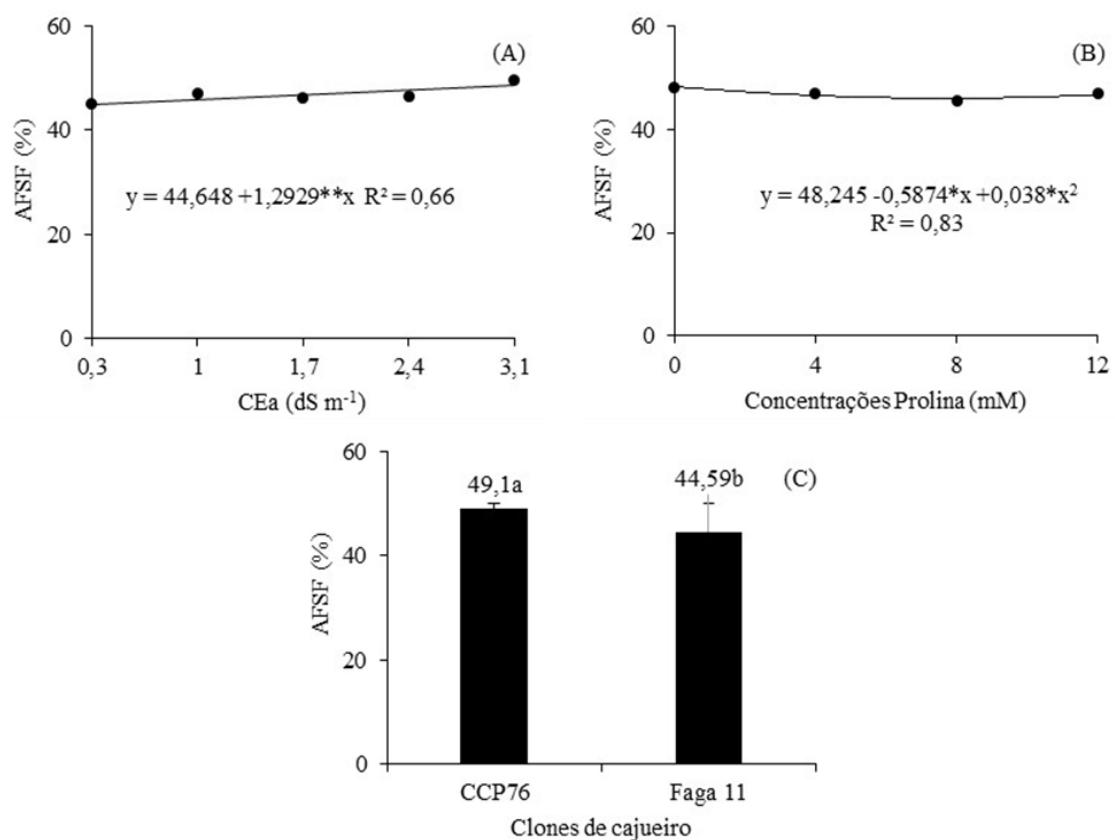 (A)
60
40
20
0
AFSF (%)
y = 44,648 +1,2929**x R² = 0,66
0,3 1 1,7 2,4 3,1
CEa (dS m⁻¹)
(B)
60
40
20
0
AFSF (%)
y = 48,245 -0,5874*x +0,038*x²
R² = 0,83
0 4 8 12
Concentrações Prolina (mM)
(C)
60
40
20
0
AFSF (%)
49,1a 44,59b
CCP76 Faga 11
Clones de cajueiro